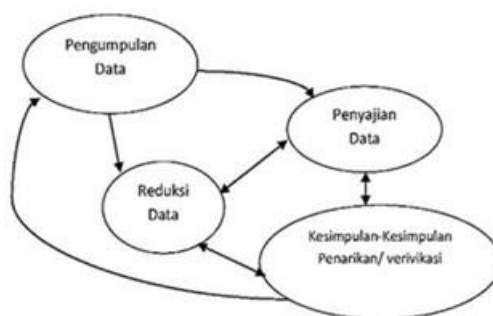 Pengumpulan
Data
Penyajian
Data
Reduksi
Data
Kesimpulan-Kesimpulan
Penarikan/ verivikasi